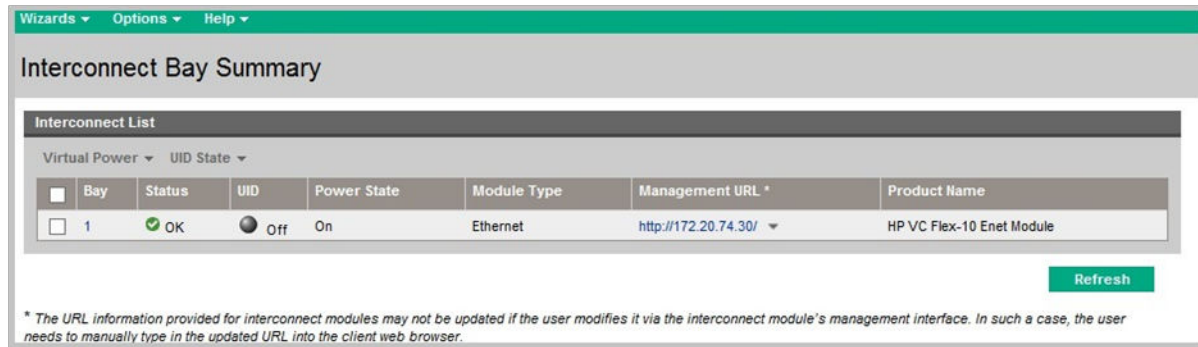 Wizards Options Help
Interconnect Bay Summary
Interconnect List
Virtual Power UID State
Bay Status UID Power State Module Type Management URL * Product Name
1 OK Off On Ethernet http://172.20.74.30/ HP VC Flex-10 Enet Module
Refresh
* The URL information provided for interconnect modules may not be updated if the user modifies it via the interconnect module's management interface. In such a case, the user
needs to manually type in the updated URL into the client web browser.